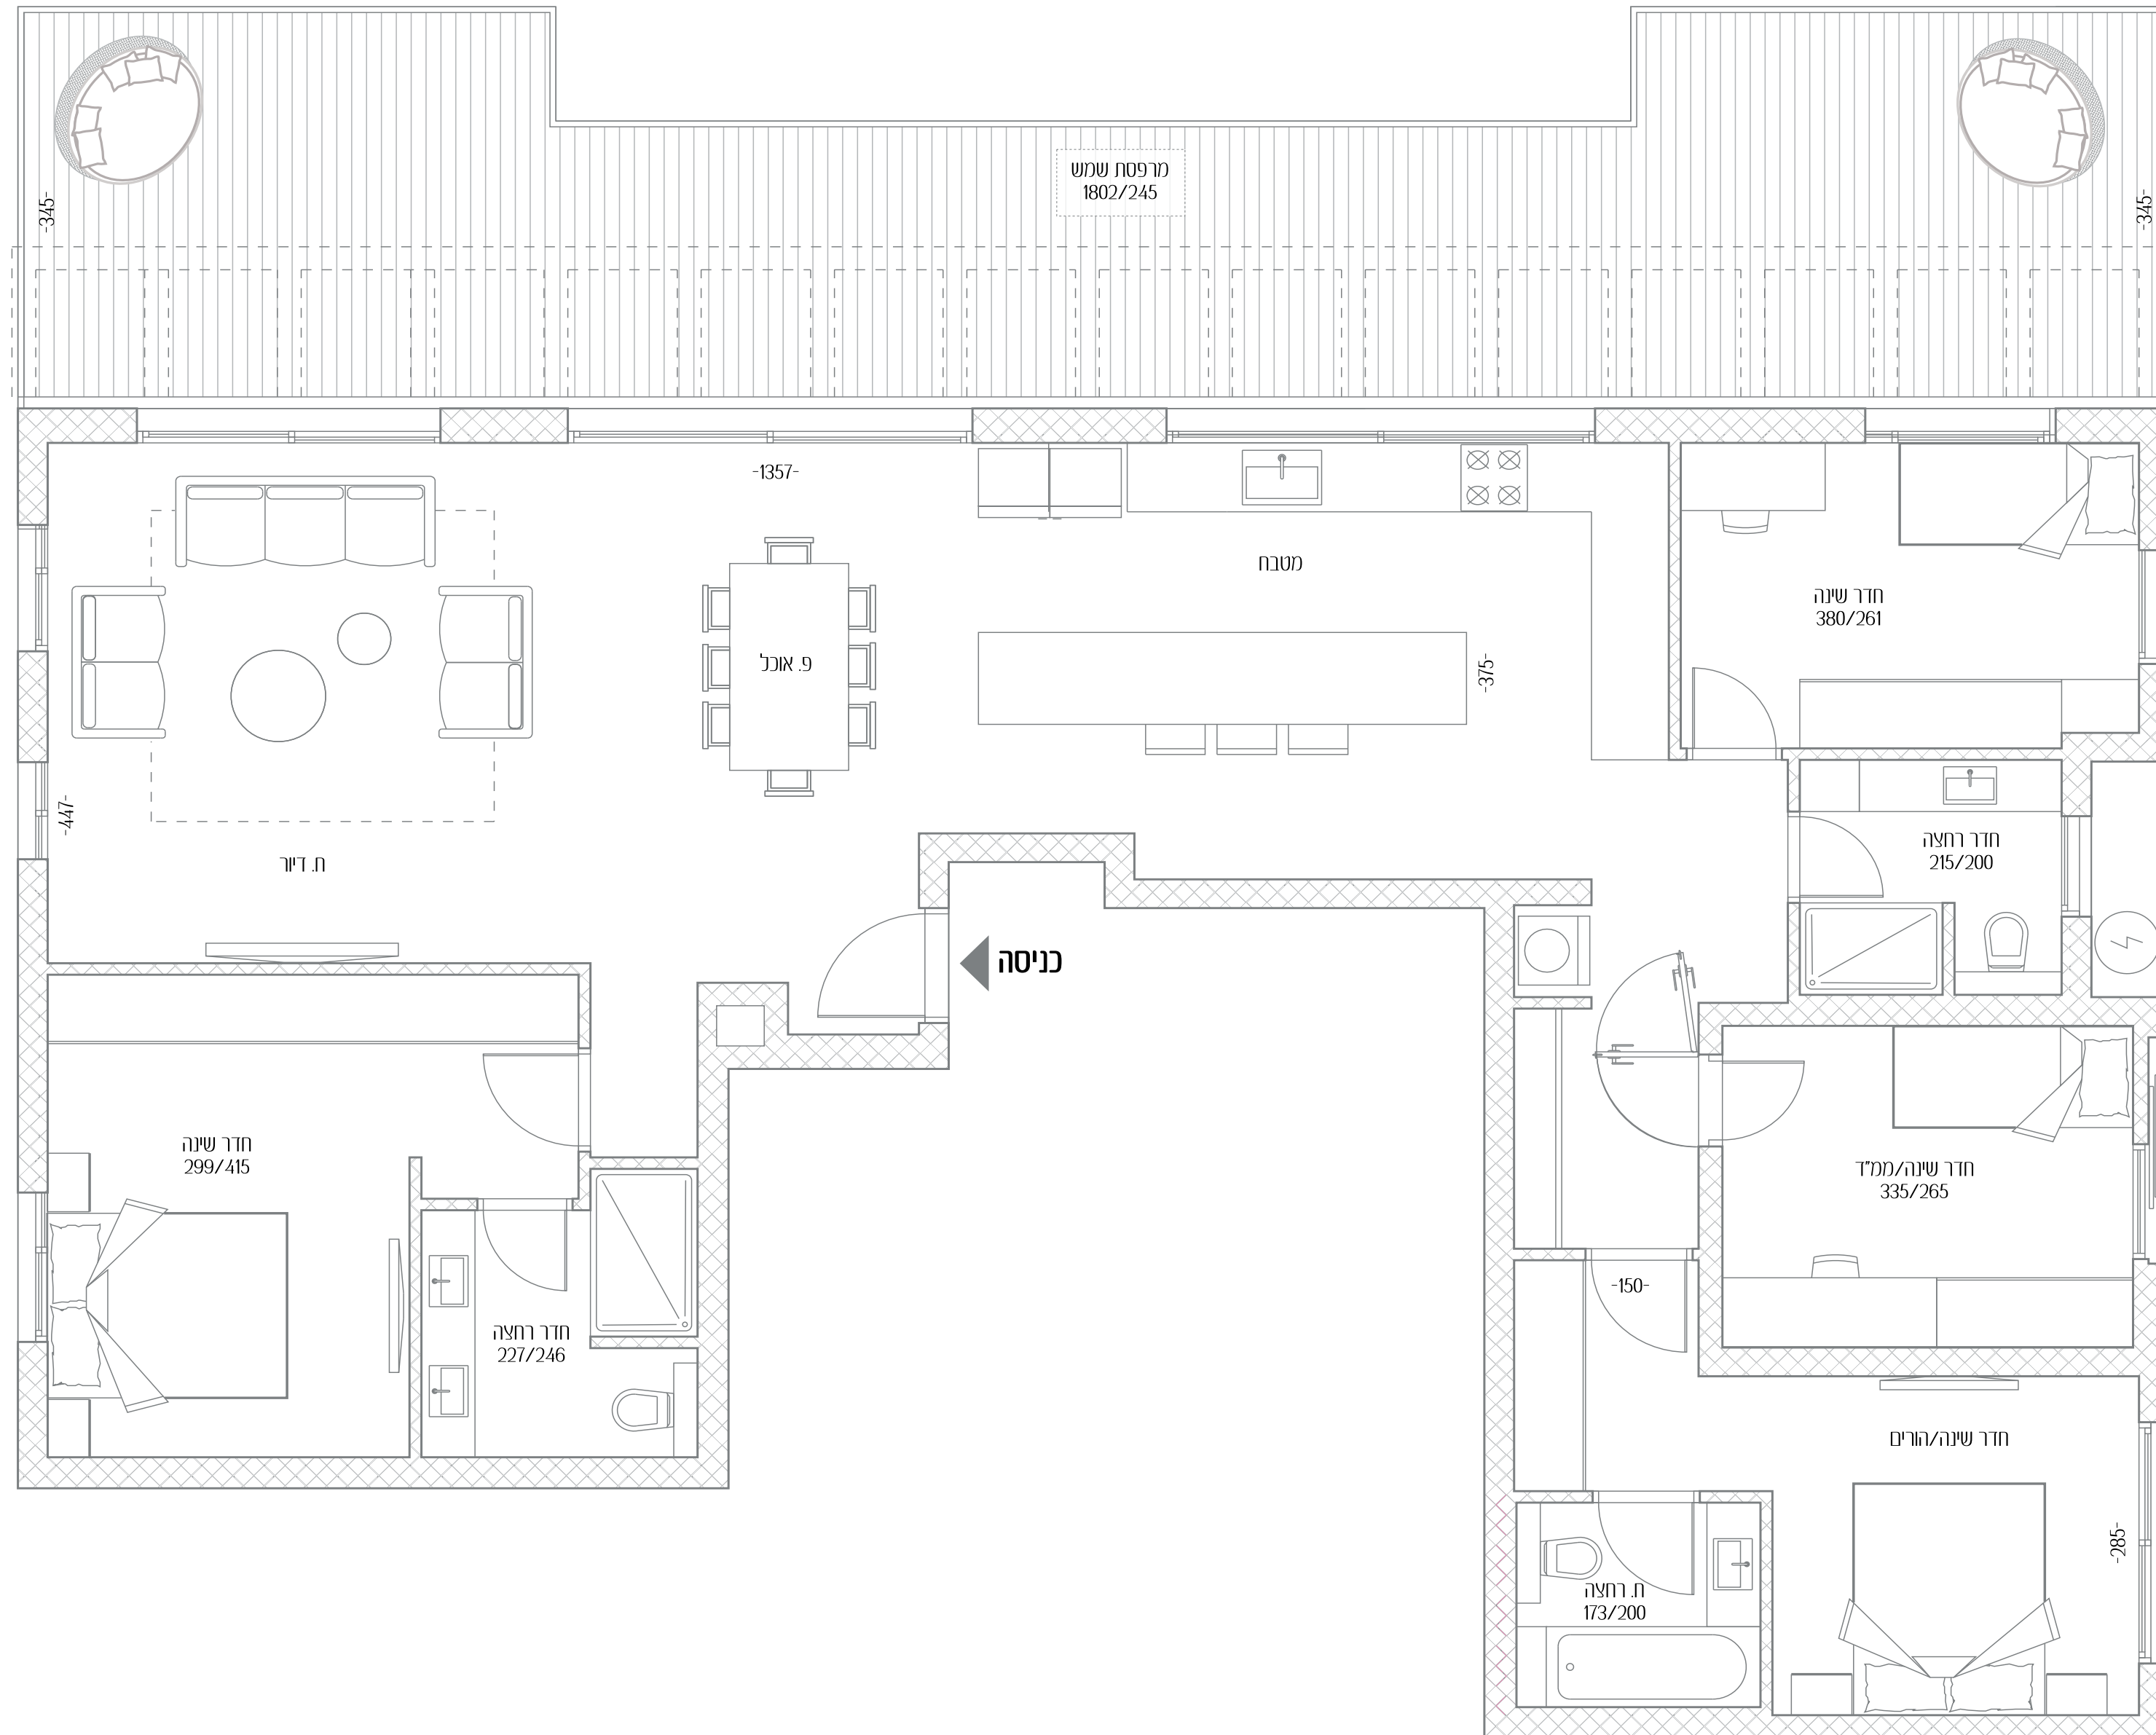 מרפסת שמש
1802/245
-345-
-345-
-1357-
מטבח
חדר שינה
380/261
פ. אוכל
-375-
-447-
ח. דיור
חדר רחצה
215/200
כניסה
חדר שינה
299/415
חדר שינה/ממ"ד
335/265
-150-
חדר רחצה
227/246
חדר שינה/הורים
-285-
ח. רחצה
173/200